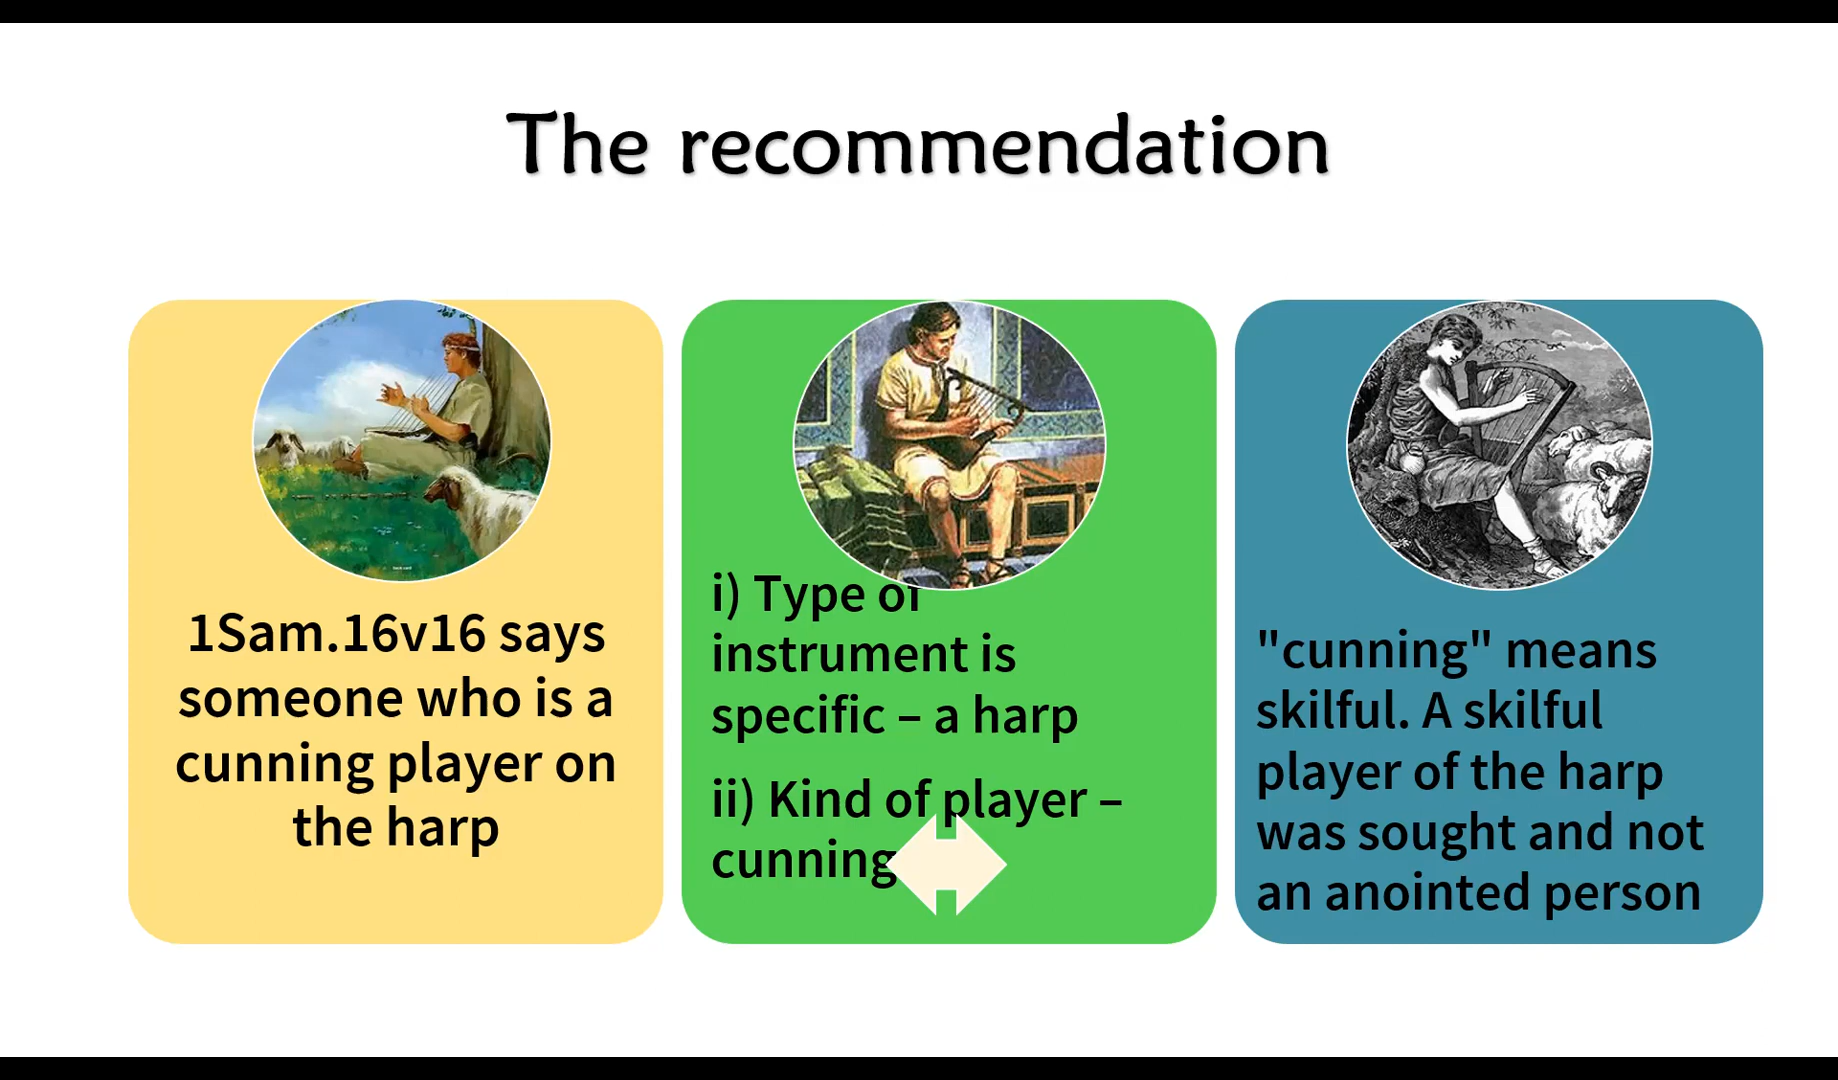 The recommendation
1Sam.16v16 says
someone who is a
cunning player on
the harp
i) Type of
instrument is
specific – a harp
ii) Kind of player –
cunning
"cunning" means
skilful. A skilful
player of the harp
was sought and not
an anointed person